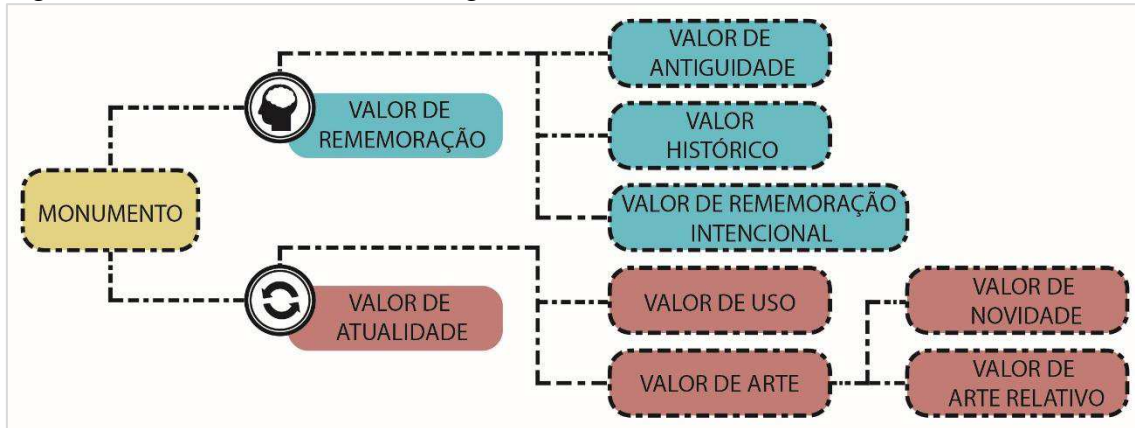 VALOR DE
ANTIGUIDADE
VALOR DE
REMEMORAÇÃO
VALOR
HISTÓRICO
MONUMENTO
VALOR DE REMEMORAÇÃO
INTENCIONAL
VALOR DE
ATUALIDADE
VALOR DE USO
VALOR DE
NOVIDADE
VALOR DE ARTE
VALOR DE
ARTE RELATIVO